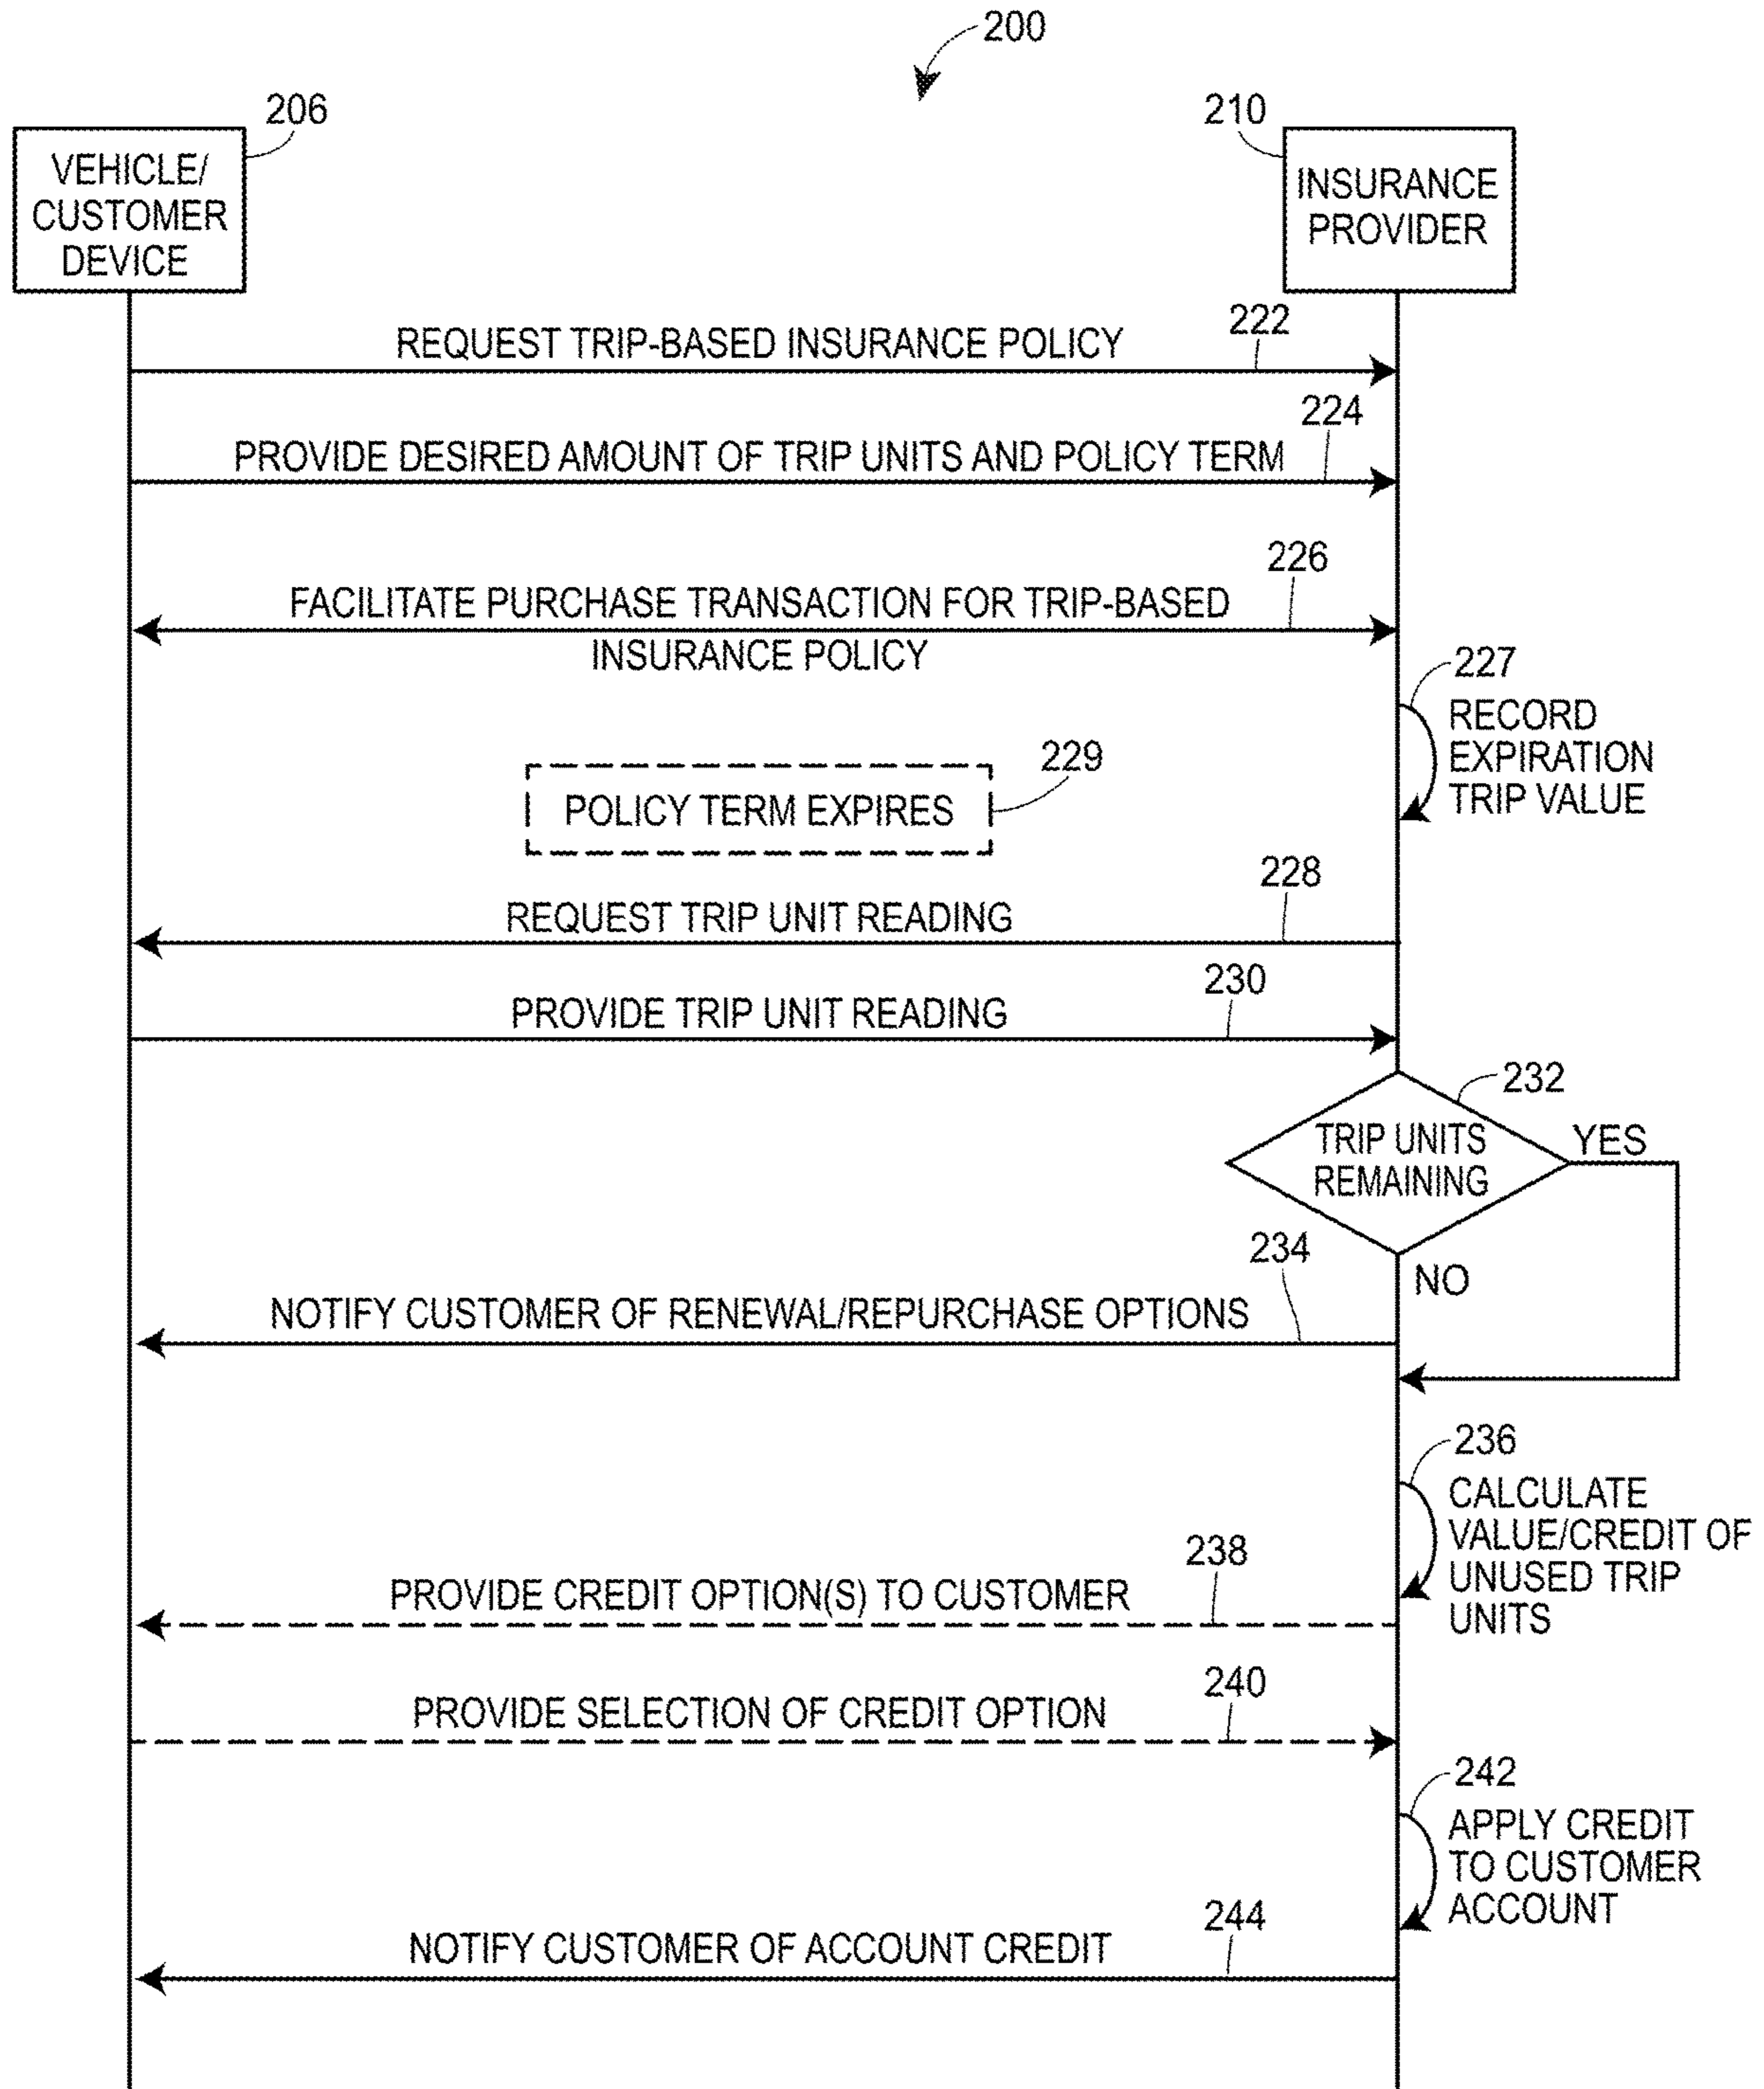 200
206
210
VEHICLE/
CUSTOMER
DEVICE
INSURANCE
PROVIDER
222
REQUEST TRIP-BASED INSURANCE POLICY
224
PROVIDE DESIRED AMOUNT OF TRIP UNITS AND POLICY TERM
226
FACILITATE PURCHASE TRANSACTION FOR TRIP-BASED
INSURANCE POLICY
227
RECORD
EXPIRATION
TRIP VALUE
229
POLICY TERM EXPIRES
228
REQUEST TRIP UNIT READING
230
PROVIDE TRIP UNIT READING
232
TRIP UNITS
REMAINING
YES
NO
234
NOTIFY CUSTOMER OF RENEWAL/REPURCHASE OPTIONS
236
CALCULATE
VALUE/CREDIT OF
UNUSED TRIP
UNITS
238
PROVIDE CREDIT OPTION(S) TO CUSTOMER
240
PROVIDE SELECTION OF CREDIT OPTION
242
APPLY CREDIT
TO CUSTOMER
ACCOUNT
244
NOTIFY CUSTOMER OF ACCOUNT CREDIT